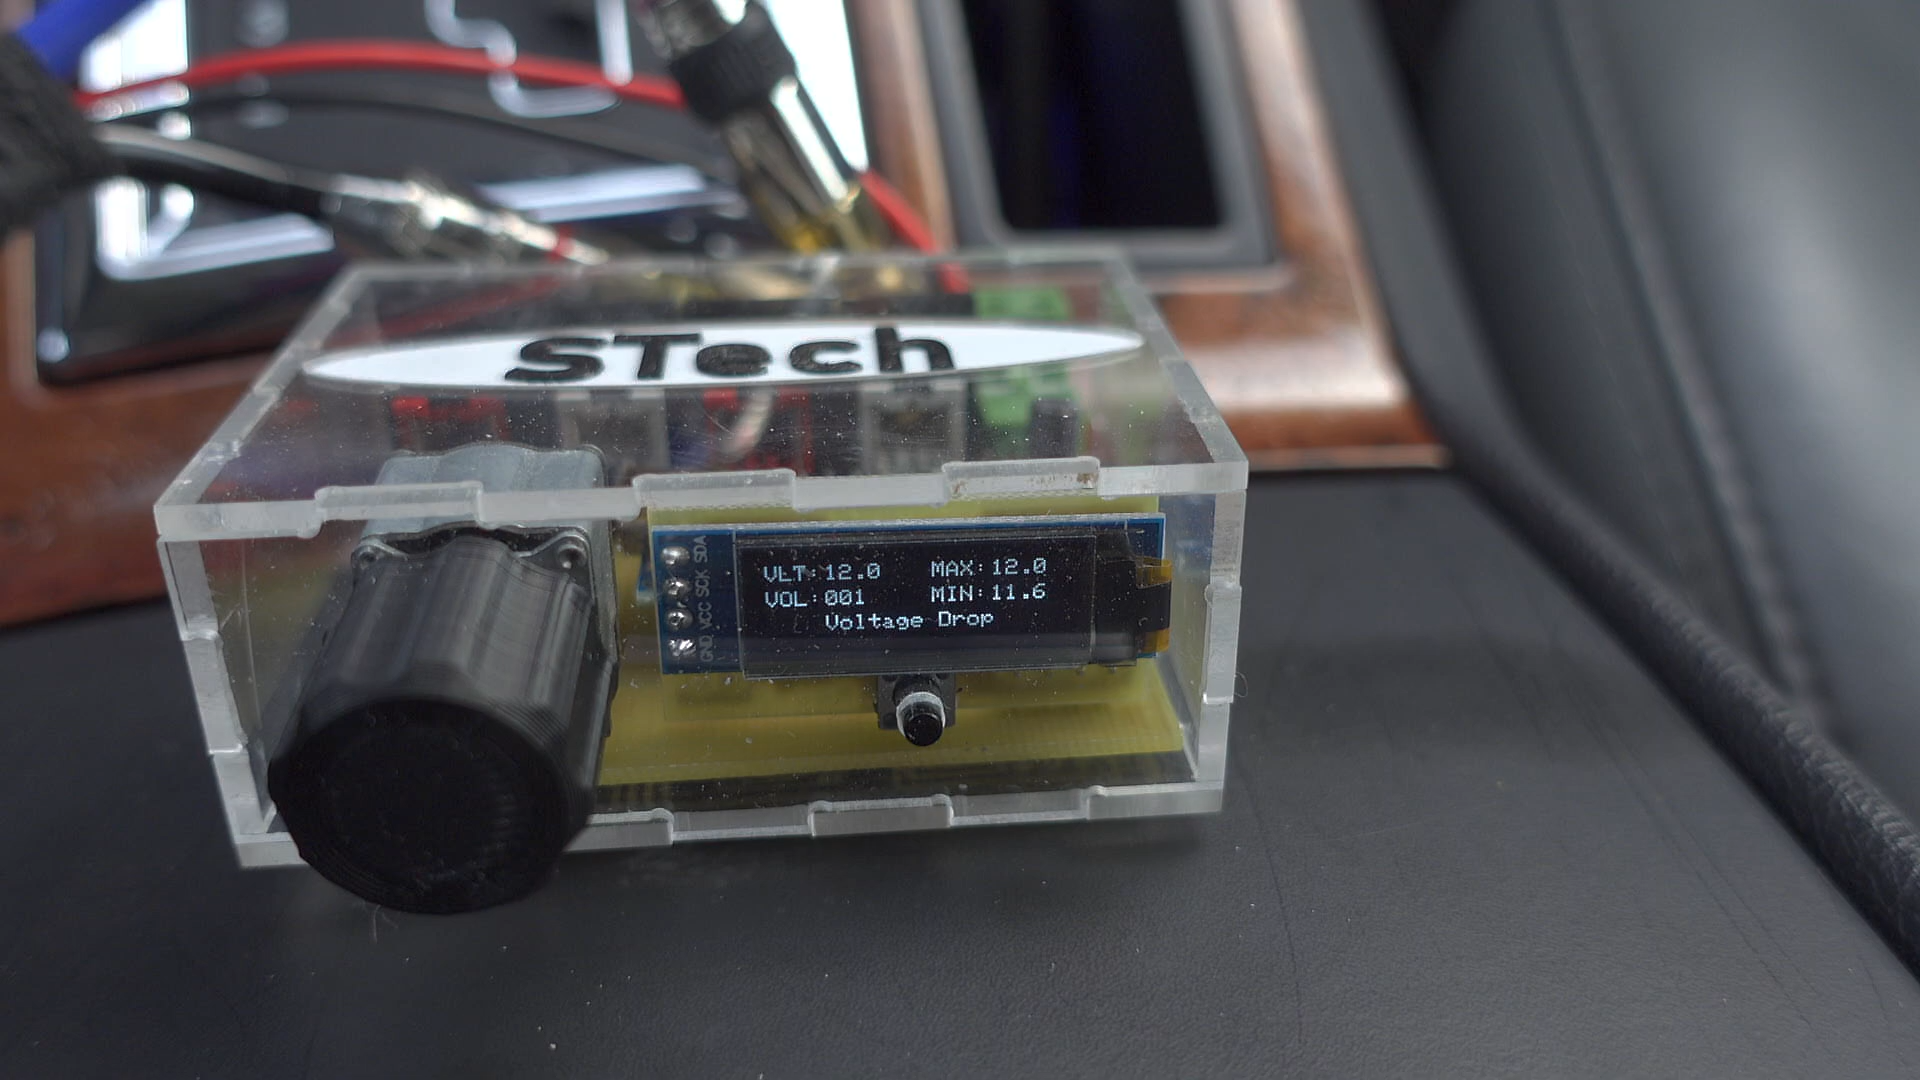 STech
VLT:12.0 MAX:12.0
VOL:001 MIN:11.6
Voltage Drop
SDA
SCK
VCC
GND